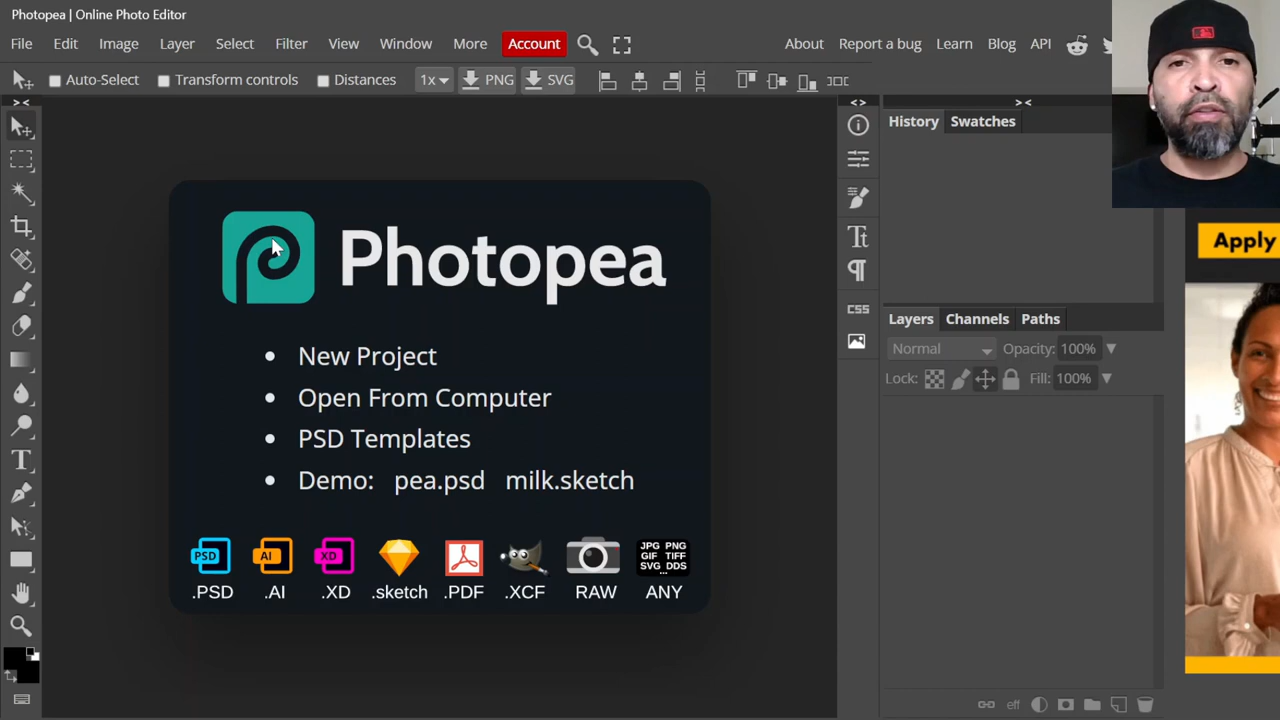 Photopea | Online Photo Editor
File Edit Image Layer Select Filter View Window More Account About Report a bug Learn Blog API
Auto-Select Transform controls Distances 1x PNG SVG
History Swatches
Apply
Photopea
New Project
Open From Computer
PSD Templates
Demo: pea.psd milk.sketch
PSD AI XD JPG PNG
GIF TIFF
SVG DDS
...
.PSD .AI .XD .sketch .PDF .XCF RAW ANY
CSS
Layers Channels Paths
Normal Opacity: 100%
Lock: Fill: 100%
eff